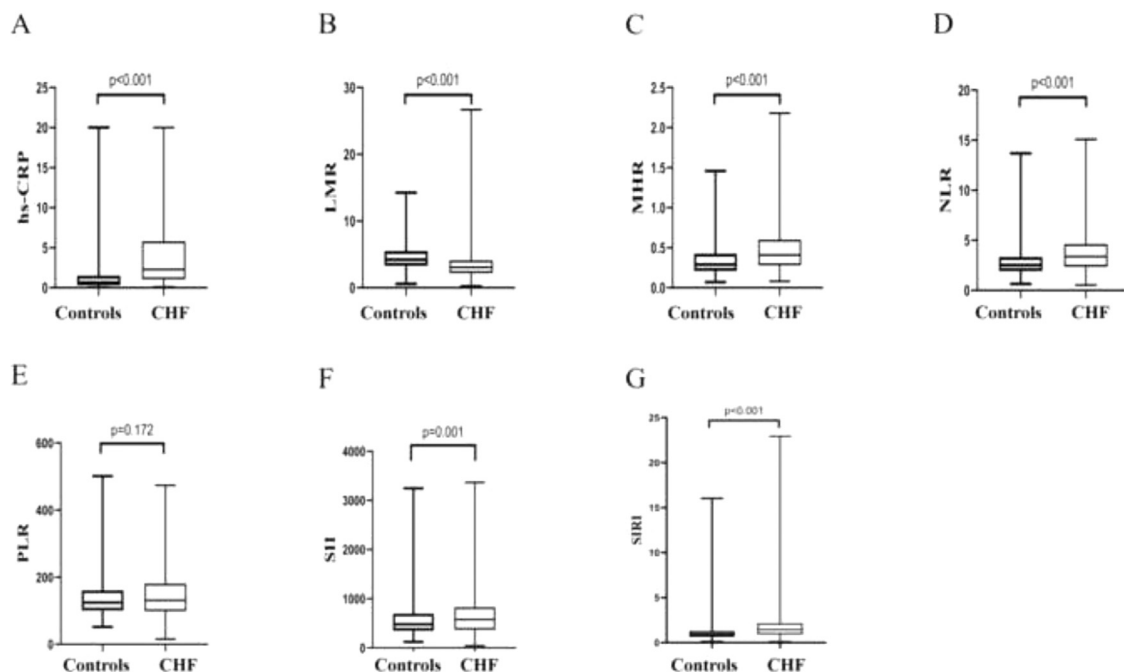 A
B
C
D
p<0.001
25
20
15
10
5
0
hs-CRP
Controls
CHF
p<0.001
30
20
10
0
LMR
Controls
CHF
p<0.001
2.5
2.0
1.5
1.0
0.5
0.0
MHR
Controls
CHF
p<0.001
20
15
10
5
0
NLR
Controls
CHF
E
F
G
p=0.172
600
400
200
0
PLR
Controls
CHF
p=0.001
4000
3000
2000
1000
0
SII
Controls
CHF
p<0.001
25
20
15
10
5
0
SIRI
Controls
CHF